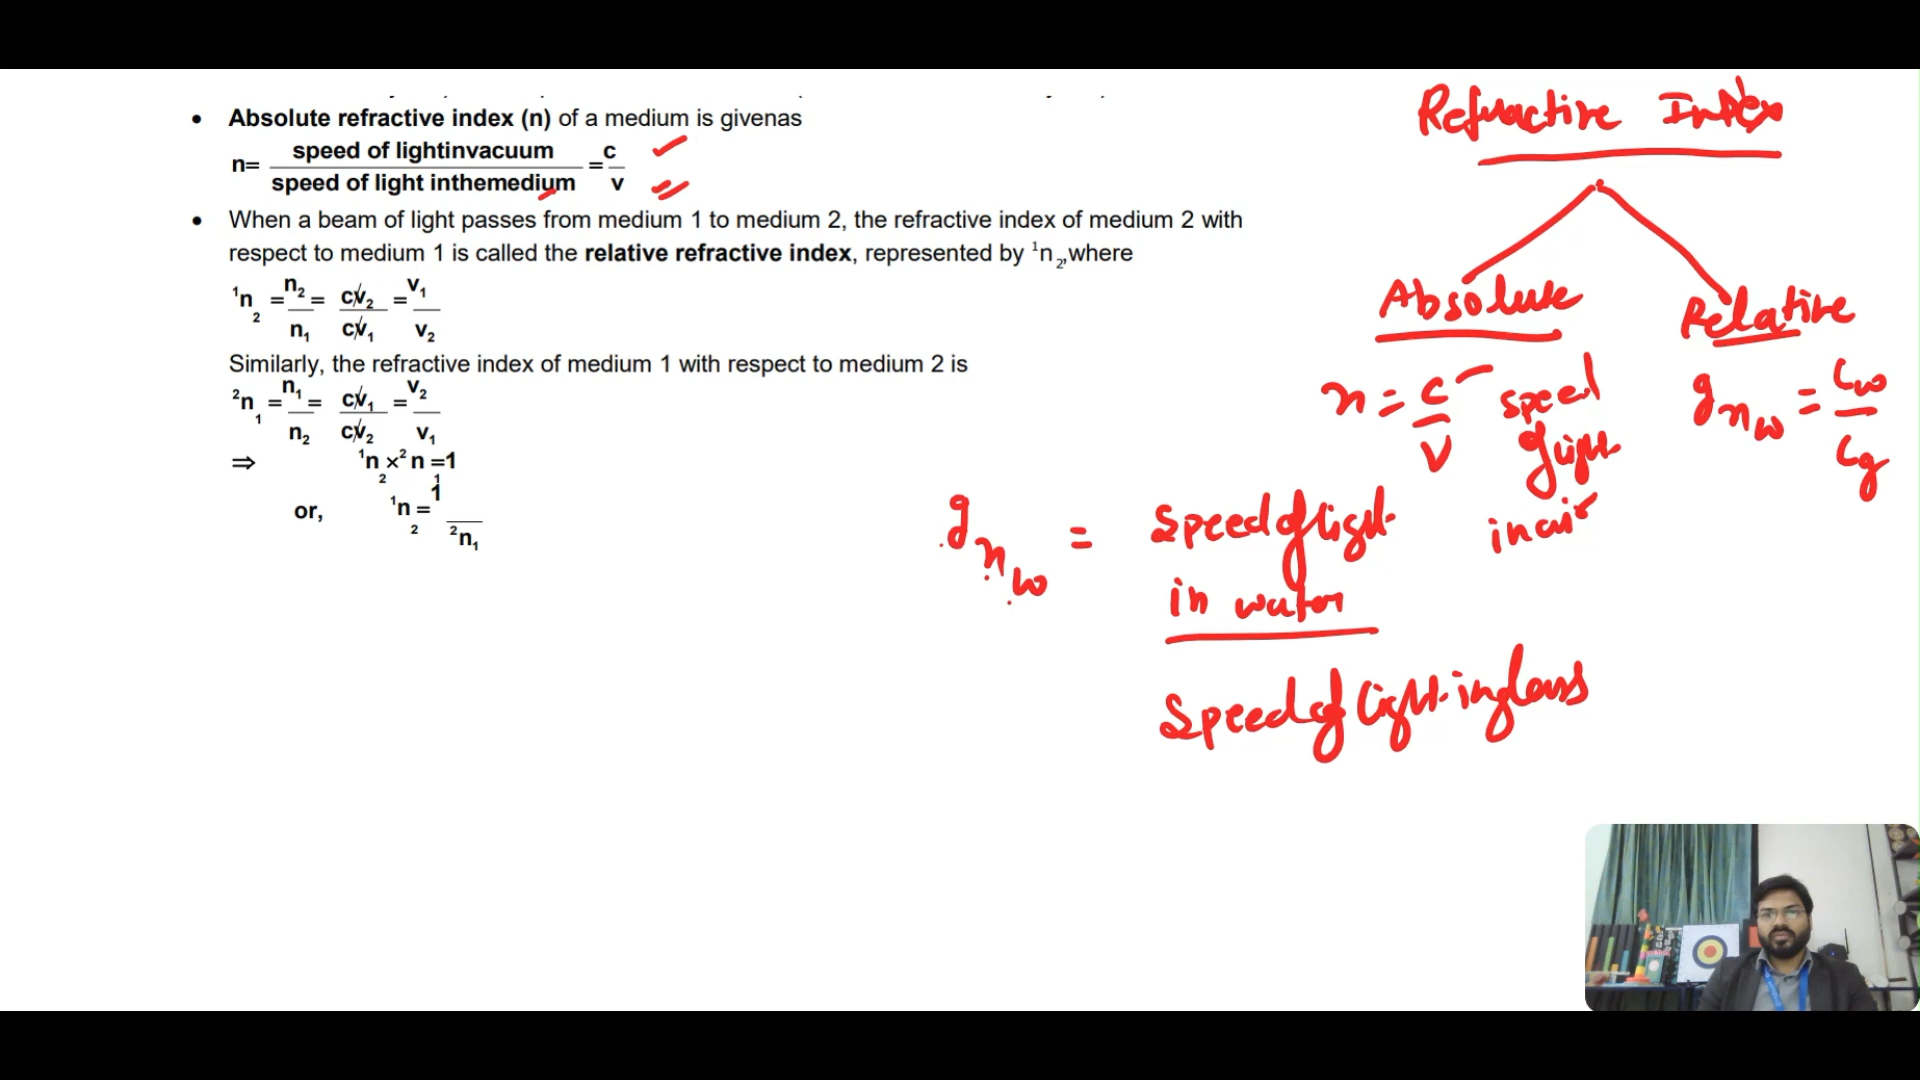 • Absolute refractive index (n) of a medium is givenas
n= speed of lightinvacuum / speed of light inthemedium = c / v
• When a beam of light passes from medium 1 to medium 2, the refractive index of medium 2 with
respect to medium 1 is called the relative refractive index, represented by ¹n₂,where
¹n₂ = n₂ / n₁ = c/v₂ / c/v₁ = v₁ / v₂
Similarly, the refractive index of medium 1 with respect to medium 2 is
²n₁ = n₁ / n₂ = c/v₁ / c/v₂ = v₂ / v₁
⇒ ¹n₂ ×²n₁ =1
or, ¹n₂ = 1 / ²n₁
Refractive Index
Absolute
Relative
n = c / v
speed
of light
in air
gnw = cw / cg
gnw = Speed of light
in water
Speed of light in glass